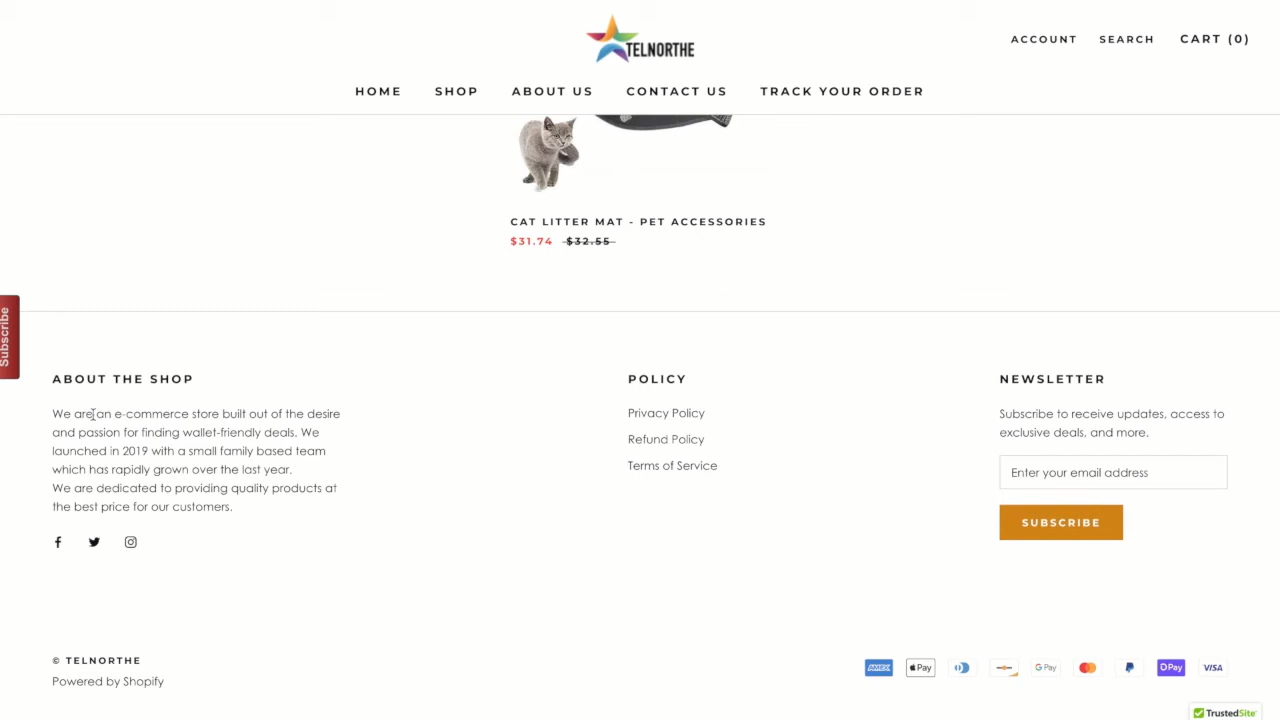 TELNORTHE
ACCOUNT
SEARCH
CART (0)
HOME
SHOP
ABOUT US
CONTACT US
TRACK YOUR ORDER
CAT LITTER MAT - PET ACCESSORIES
$31.74 $32.55
Subscribe
ABOUT THE SHOP
We are an e-commerce store built out of the desire
and passion for finding wallet-friendly deals. We
launched in 2019 with a small family based team
which has rapidly grown over the last year.
We are dedicated to providing quality products at
the best price for our customers.
POLICY
Privacy Policy
Refund Policy
Terms of Service
NEWSLETTER
Subscribe to receive updates, access to
exclusive deals, and more.
Enter your email address
SUBSCRIBE
© TELNORTHE
Powered by Shopify
AMEX
Pay
G Pay
Pay
VISA
TrustedSite